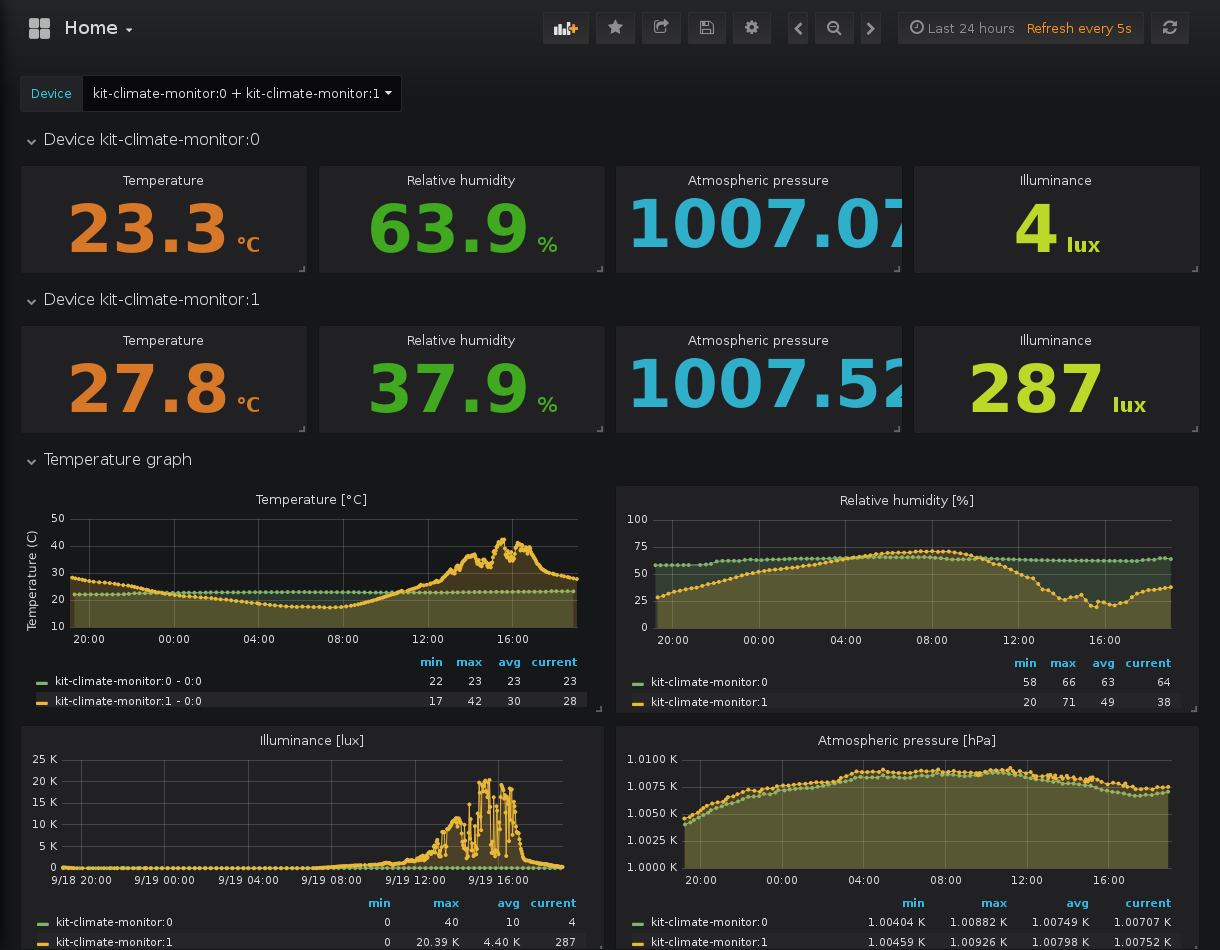 Home
Last 24 hours Refresh every 5s
Device kit-climate-monitor:0 + kit-climate-monitor:1
Device kit-climate-monitor:0
Temperature Relative humidity Atmospheric pressure Illuminance
23.3 °C 63.9 % 1007.07 4 lux
Device kit-climate-monitor:1
Temperature Relative humidity Atmospheric pressure Illuminance
27.8 °C 37.9 % 1007.52 287 lux
Temperature graph
Temperature [°C]
Temperature (C)
50
40
30
20
10
20:00 00:00 04:00 08:00 12:00 16:00
min max avg current
kit-climate-monitor:0 - 0:0 22 23 23 23
kit-climate-monitor:1 - 0:0 17 42 30 28
Relative humidity [%]
100
75
50
25
0
20:00 00:00 04:00 08:00 12:00 16:00
min max avg current
kit-climate-monitor:0 58 66 63 64
kit-climate-monitor:1 20 71 49 38
Illuminance [lux]
25 K
20 K
15 K
10 K
5 K
0
9/18 20:00 9/19 00:00 9/19 04:00 9/19 08:00 9/19 12:00 9/19 16:00
min max avg current
kit-climate-monitor:0 0 40 10 4
kit-climate-monitor:1 0 20.39 K 4.40 K 287
Atmospheric pressure [hPa]
1.0100 K
1.0075 K
1.0050 K
1.0025 K
1.0000 K
20:00 00:00 04:00 08:00 12:00 16:00
min max avg current
kit-climate-monitor:0 1.00404 K 1.00882 K 1.00749 K 1.00707 K
kit-climate-monitor:1 1.00459 K 1.00926 K 1.00798 K 1.00752 K